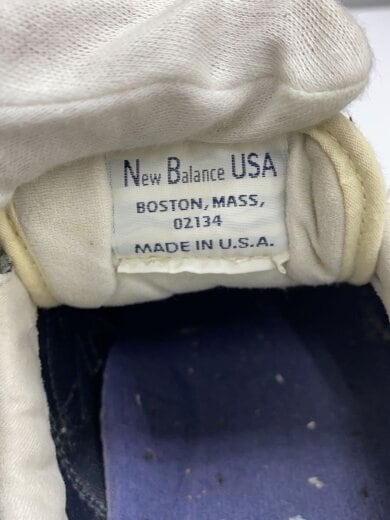 New Balance USA
BOSTON, MASS,
02134
MADE IN U.S.A.